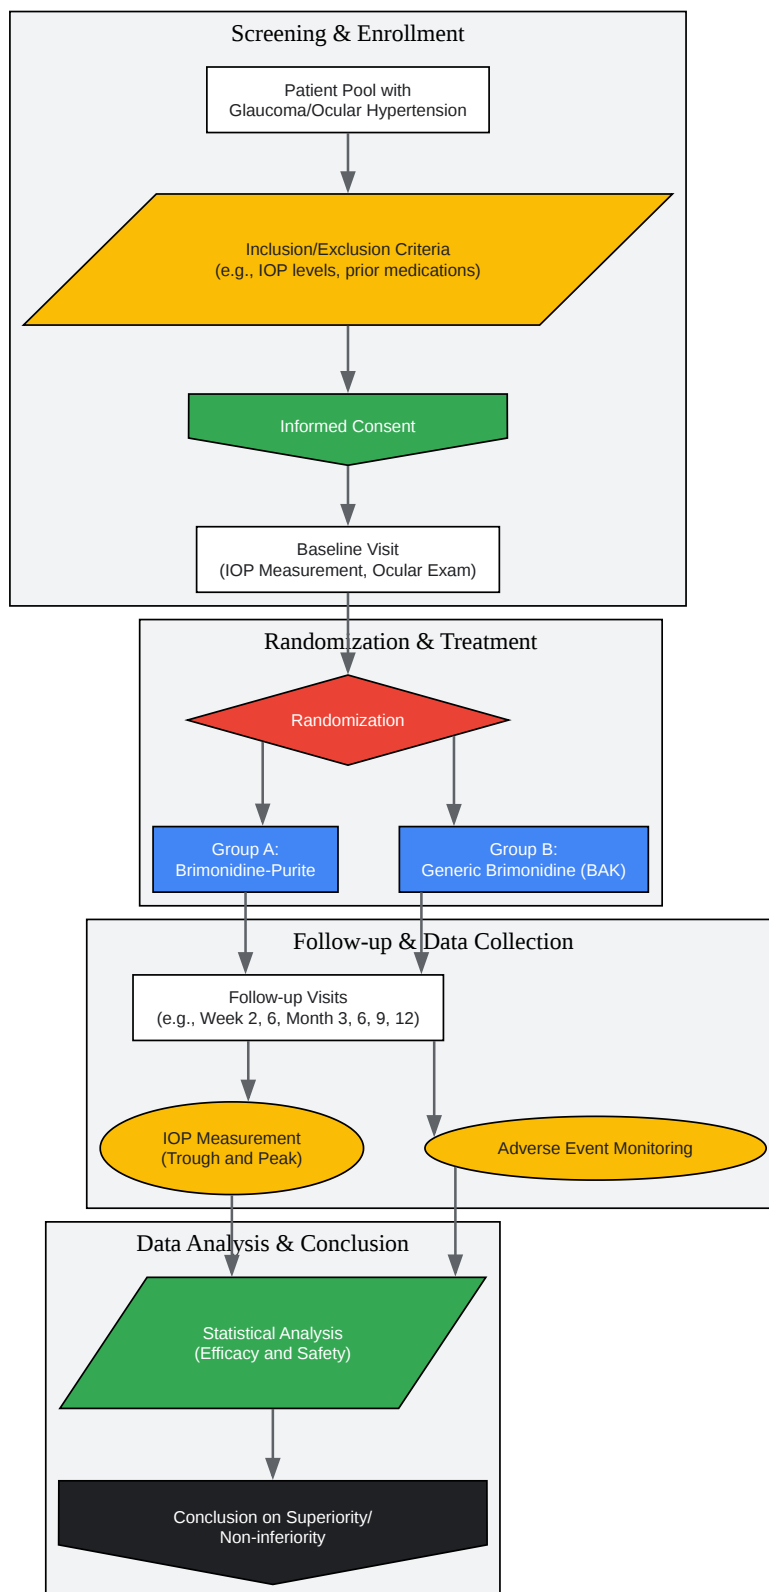 Screening & Enrollment
Patient Pool with
Glaucoma/Ocular Hypertension
Inclusion/Exclusion Criteria
(e.g., IOP levels, prior medications)
Informed Consent
Baseline Visit
(IOP Measurement, Ocular Exam)
Randomization & Treatment
Randomization
Group A:
Brimonidine-Purite
Group B:
Generic Brimonidine (BAK)
Follow-up & Data Collection
Follow-up Visits
(e.g., Week 2, 6, Month 3, 6, 9, 12)
IOP Measurement
(Trough and Peak)
Adverse Event Monitoring
Data Analysis & Conclusion
Statistical Analysis
(Efficacy and Safety)
Conclusion on Superiority/
Non-inferiority